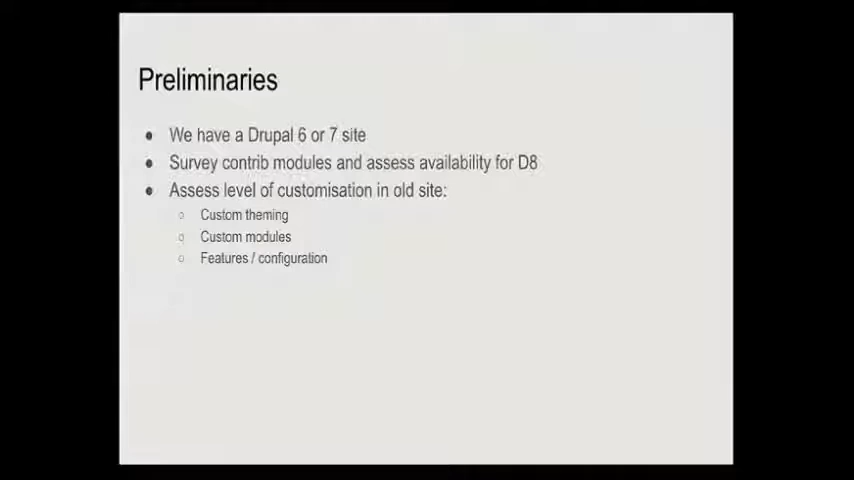 Preliminaries
● We have a Drupal 6 or 7 site
● Survey contrib modules and assess availability for D8
● Assess level of customisation in old site:
○ Custom theming
○ Custom modules
○ Features / configuration